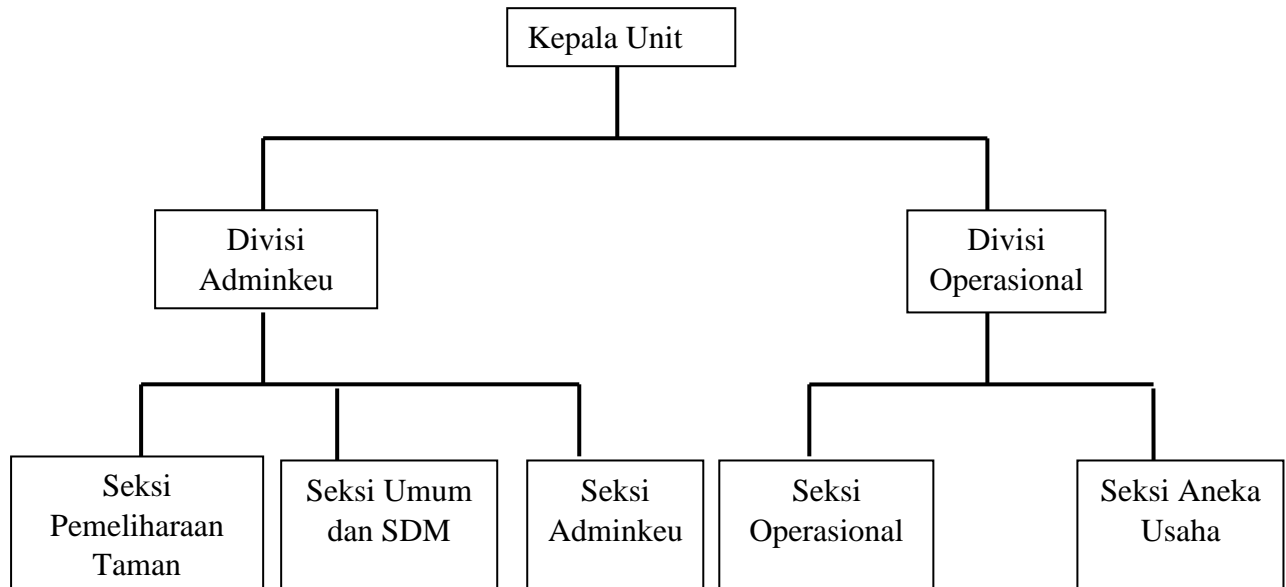 Kepala Unit
Divisi
Adminkeu
Divisi
Operasional
Seksi
Pemeliharaan
Taman
Seksi Umum
dan SDM
Seksi
Adminkeu
Seksi
Operasional
Seksi Aneka
Usaha